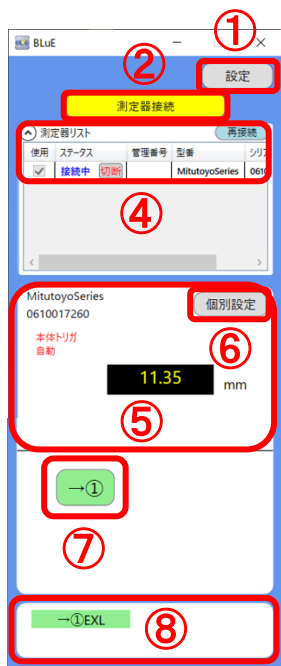 ①
BLuE
②
設定
測定器接続
測定器リスト 再接続
使用 ステータス 管理番号 型番 シリア
接続中 切断 MitutoyoSeries 0610
④
MitutoyoSeries
個別設定
0610017260
本体トリガ
自動
⑥
11.35 mm
⑤
→①
⑦
→①EXL
⑧